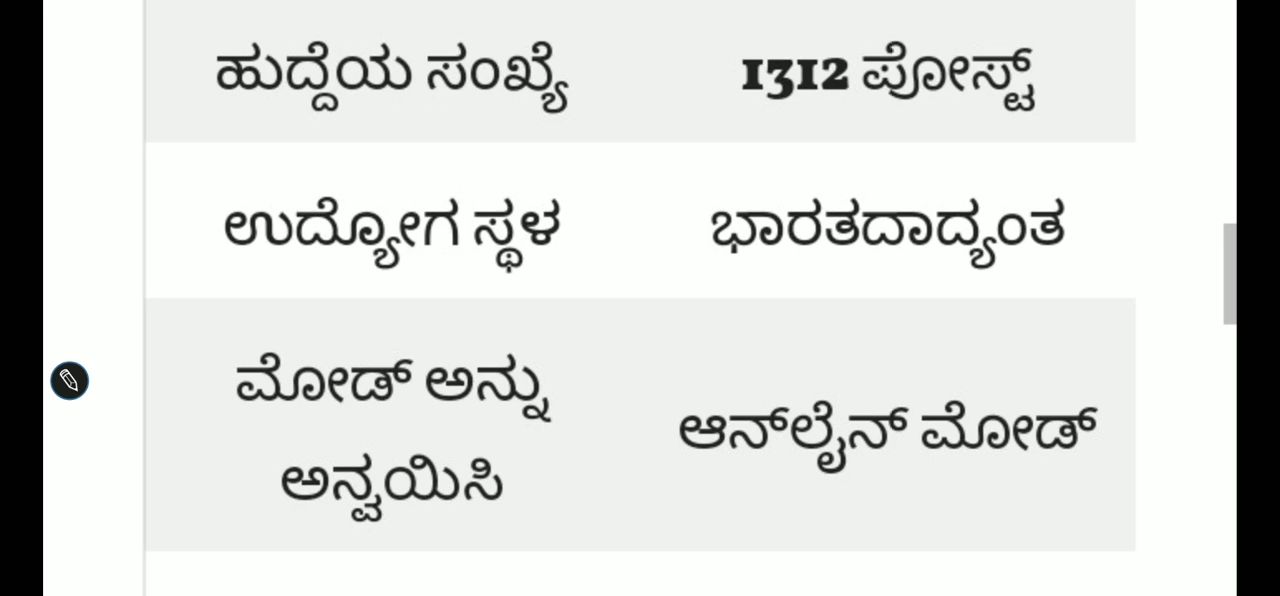 ಹುದ್ದೆಯ ಸಂಖ್ಯೆ 1312 ಪೋಸ್ಟ್
ಉದ್ಯೋಗ ಸ್ಥಳ ಭಾರತದಾದ್ಯಂತ
ಮೋಡ್ ಅನ್ನು
ಅನ್ವಯಿಸಿ
ಆನ್‌ಲೈನ್ ಮೋಡ್